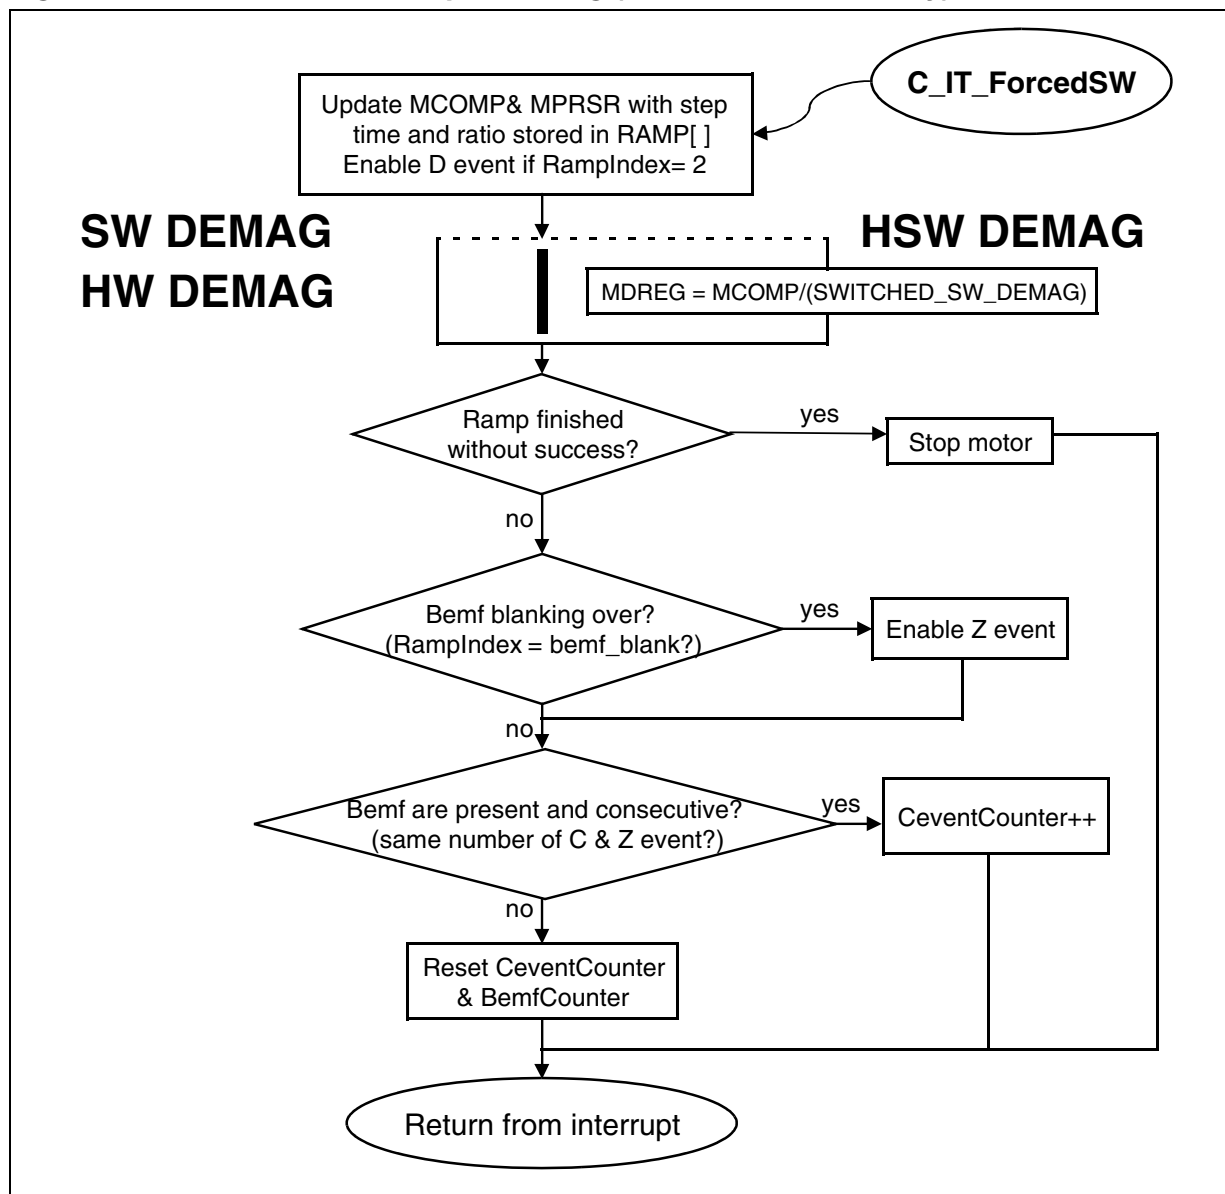 C_IT_ForcedSW
Update MCOMP& MPRSR with step
time and ratio stored in RAMP[ ]
Enable D event if RampIndex= 2
SW DEMAG
HW DEMAG
HSW DEMAG
MDREG = MCOMP/(SWITCHED_SW_DEMAG)
Ramp finished
without success?
yes
Stop motor
no
Bemf blanking over?
(RampIndex = bemf_blank?)
yes
Enable Z event
no
Bemf are present and consecutive?
(same number of C & Z event?)
yes
CeventCounter++
no
Reset CeventCounter
& BemfCounter
Return from interrupt